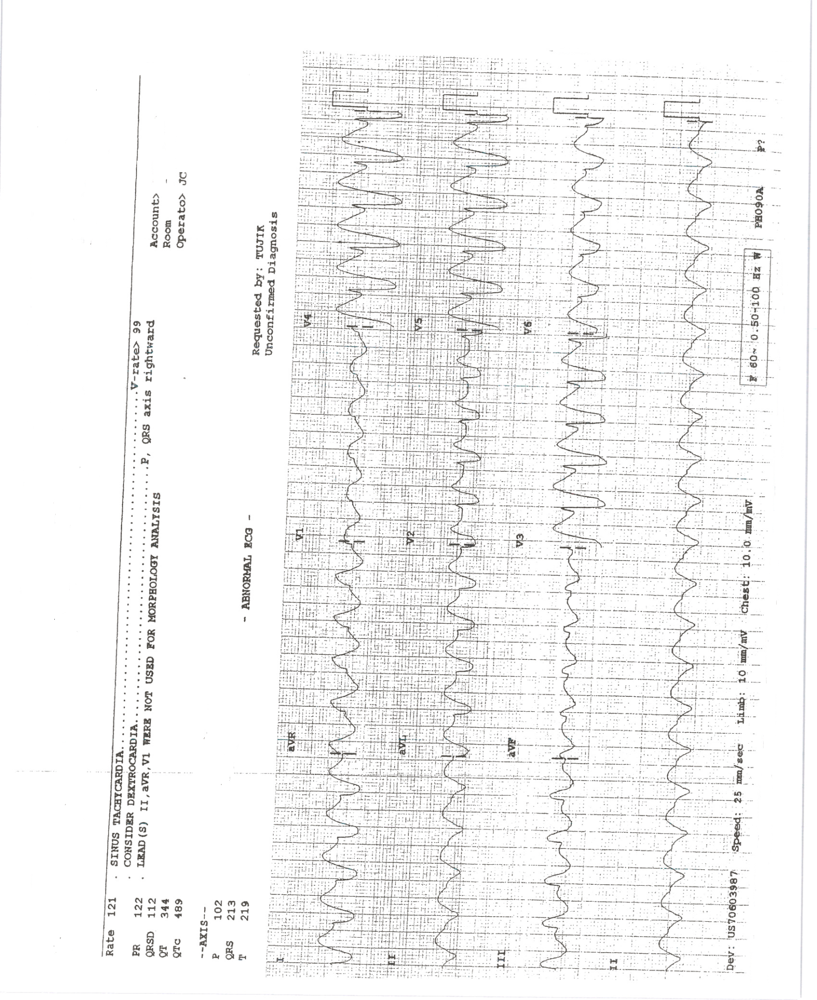 Rate 121 . SINUS TACHYCARDIA..............................V-rate> 99
. CONSIDER DEXTROCARDIA..............................P, QRS axis rightward
PR 122
QRSD 112 . LEAD(S) II,aVR,V1 WERE NOT USED FOR MORPHOLOGY ANALYSIS
QT 344
QTc 489
Account>
Room -
Operato> JC
--AXIS--
P 102
QRS 213
T 219
- ABNORMAL ECG -
Requested by: TUJIK
Unconfirmed Diagnosis
I aVR V1 V4
II aVL V2 V5
III aVF V3 V6
II
F 60~ 0.50-100 Hz W
Dev: US70603987 Speed: 25 mm/sec Limb: 10 mm/mV Chest: 10.0 mm/mV PH090A P?